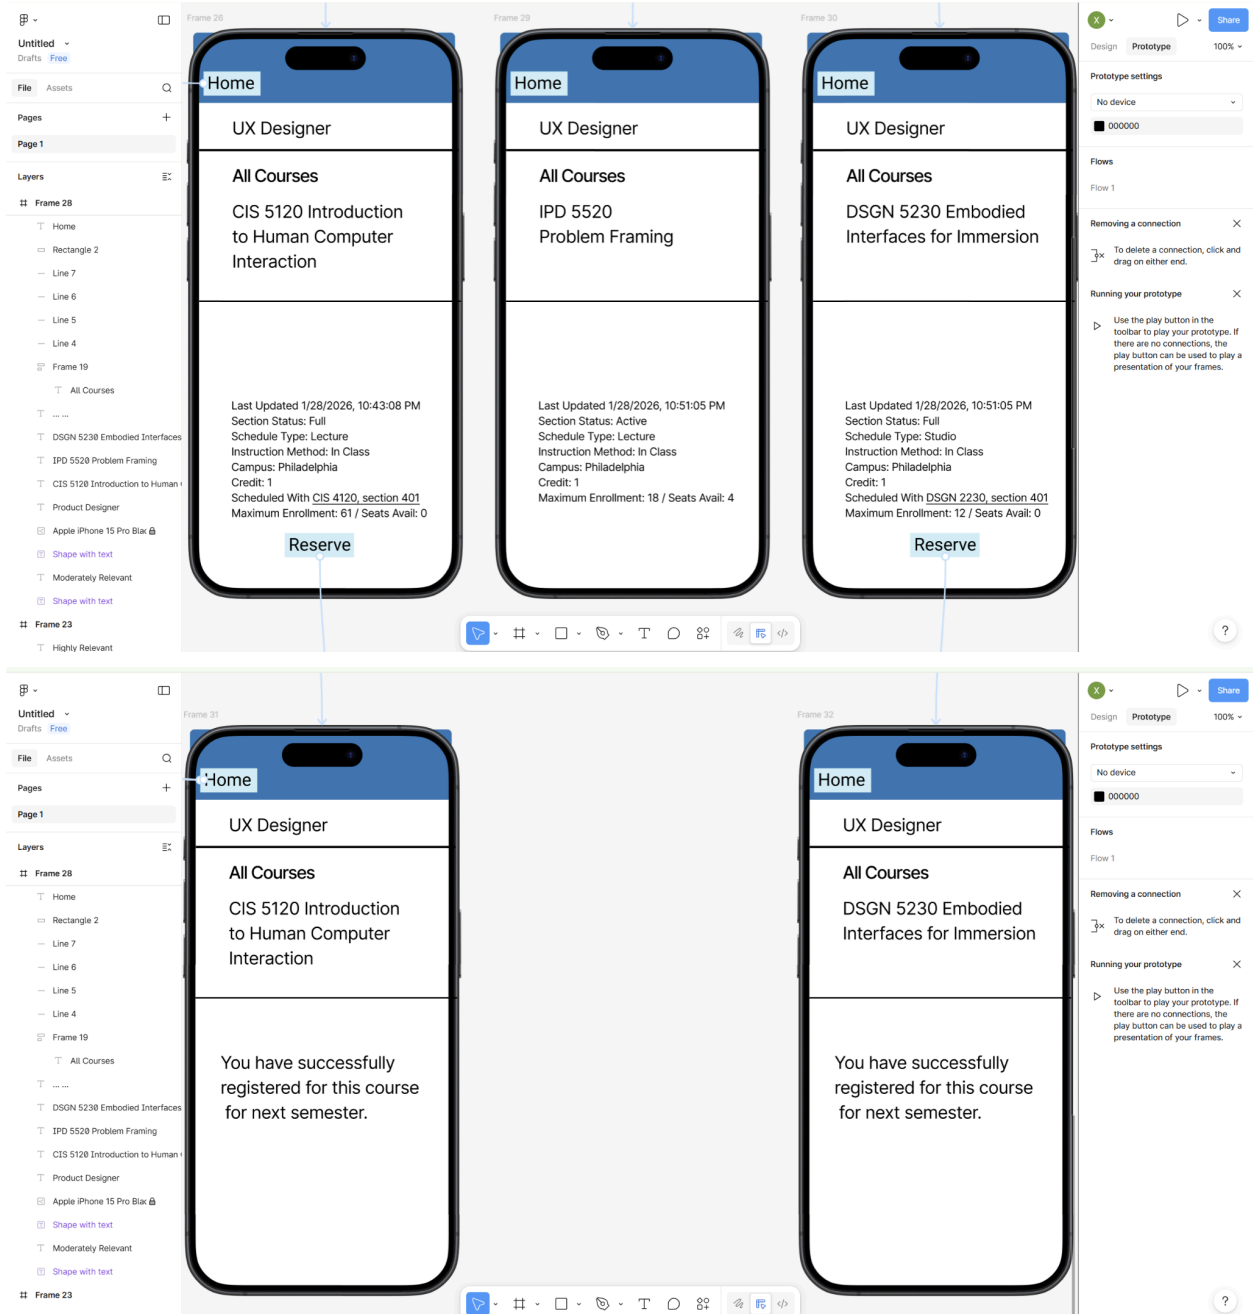 Untitled
Drafts Free
File Assets
Pages
Page 1
Layers
Frame 28
Home
Rectangle 2
Line 7
Line 6
Line 5
Line 4
Frame 19
All Courses
... ...
DSGN 5230 Embodied Interfaces
IPD 5520 Problem Framing
CIS 5120 Introduction to Human
Product Designer
Apple iPhone 15 Pro Blac
Shape with text
Moderately Relevant
Shape with text
Frame 23
Highly Relevant
Frame 26
Home
UX Designer
All Courses
CIS 5120 Introduction
to Human Computer
Interaction
Last Updated 1/28/2026, 10:43:08 PM
Section Status: Full
Schedule Type: Lecture
Instruction Method: In Class
Campus: Philadelphia
Credit: 1
Scheduled With CIS 4120, section 401
Maximum Enrollment: 61 / Seats Avail: 0
Reserve
Frame 29
Home
UX Designer
All Courses
IPD 5520
Problem Framing
Last Updated 1/28/2026, 10:51:05 PM
Section Status: Active
Schedule Type: Lecture
Instruction Method: In Class
Campus: Philadelphia
Credit: 1
Maximum Enrollment: 18 / Seats Avail: 4
Frame 30
Home
UX Designer
All Courses
DSGN 5230 Embodied
Interfaces for Immersion
Last Updated 1/28/2026, 10:51:05 PM
Section Status: Full
Schedule Type: Studio
Instruction Method: In Class
Campus: Philadelphia
Credit: 1
Scheduled With DSGN 2230, section 401
Maximum Enrollment: 12 / Seats Avail: 0
Reserve
X
Share
Design Prototype 100%
Prototype settings
No device
000000
Flows
Flow 1
Removing a connection
To delete a connection, click and
drag on either end.
Running your prototype
Use the play button in the
toolbar to play your prototype. If
there are no connections, the
play button can be used to play a
presentation of your frames.
?
Untitled
Drafts Free
File Assets
Pages
Page 1
Layers
Frame 28
Home
Rectangle 2
Line 7
Line 6
Line 5
Line 4
Frame 19
All Courses
... ...
DSGN 5230 Embodied Interfaces
IPD 5520 Problem Framing
CIS 5120 Introduction to Human
Product Designer
Apple iPhone 15 Pro Blac
Shape with text
Moderately Relevant
Shape with text
Frame 23
Frame 31
Home
UX Designer
All Courses
CIS 5120 Introduction
to Human Computer
Interaction
You have successfully
registered for this course
for next semester.
Frame 32
Home
UX Designer
All Courses
DSGN 5230 Embodied
Interfaces for Immersion
You have successfully
registered for this course
for next semester.
X
Share
Design Prototype 100%
Prototype settings
No device
000000
Flows
Flow 1
Removing a connection
To delete a connection, click and
drag on either end.
Running your prototype
Use the play button in the
toolbar to play your prototype. If
there are no connections, the
play button can be used to play a
presentation of your frames.
?